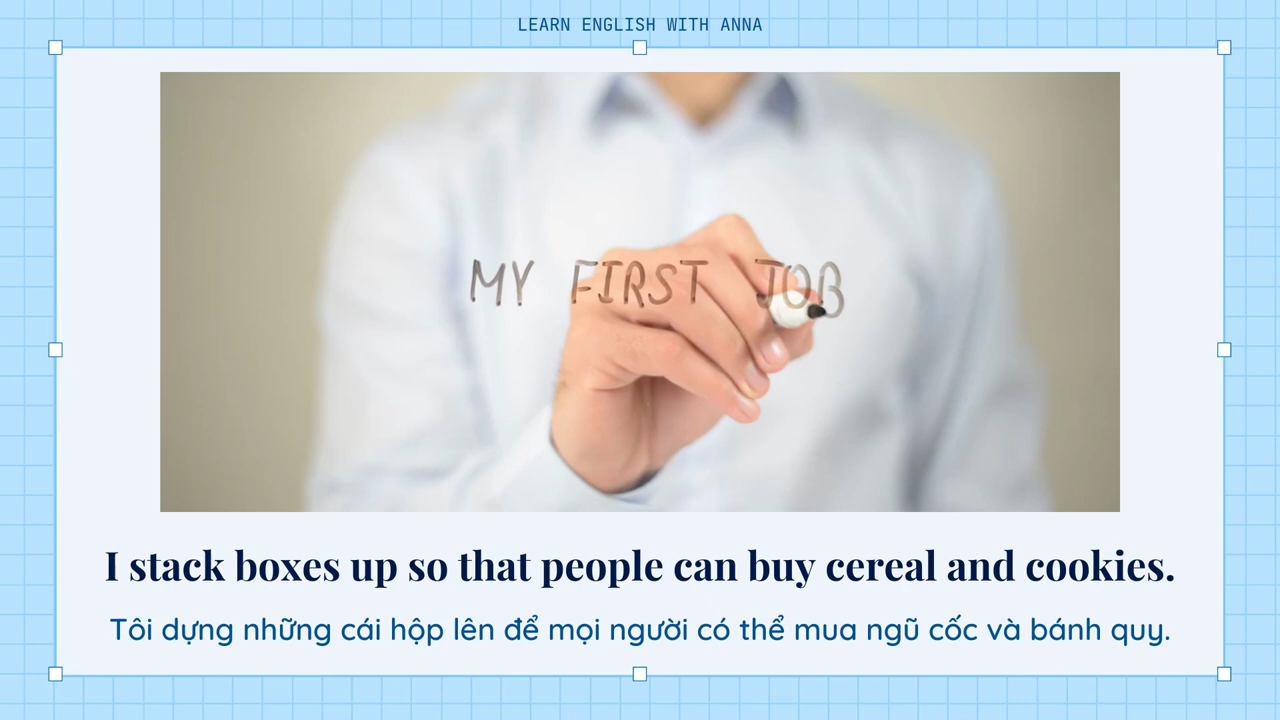 LEARN ENGLISH WITH ANNA
MY FIRST JOB
I stack boxes up so that people can buy cereal and cookies.
Tôi dựng những cái hộp lên để mọi người có thể mua ngũ cốc và bánh quy.